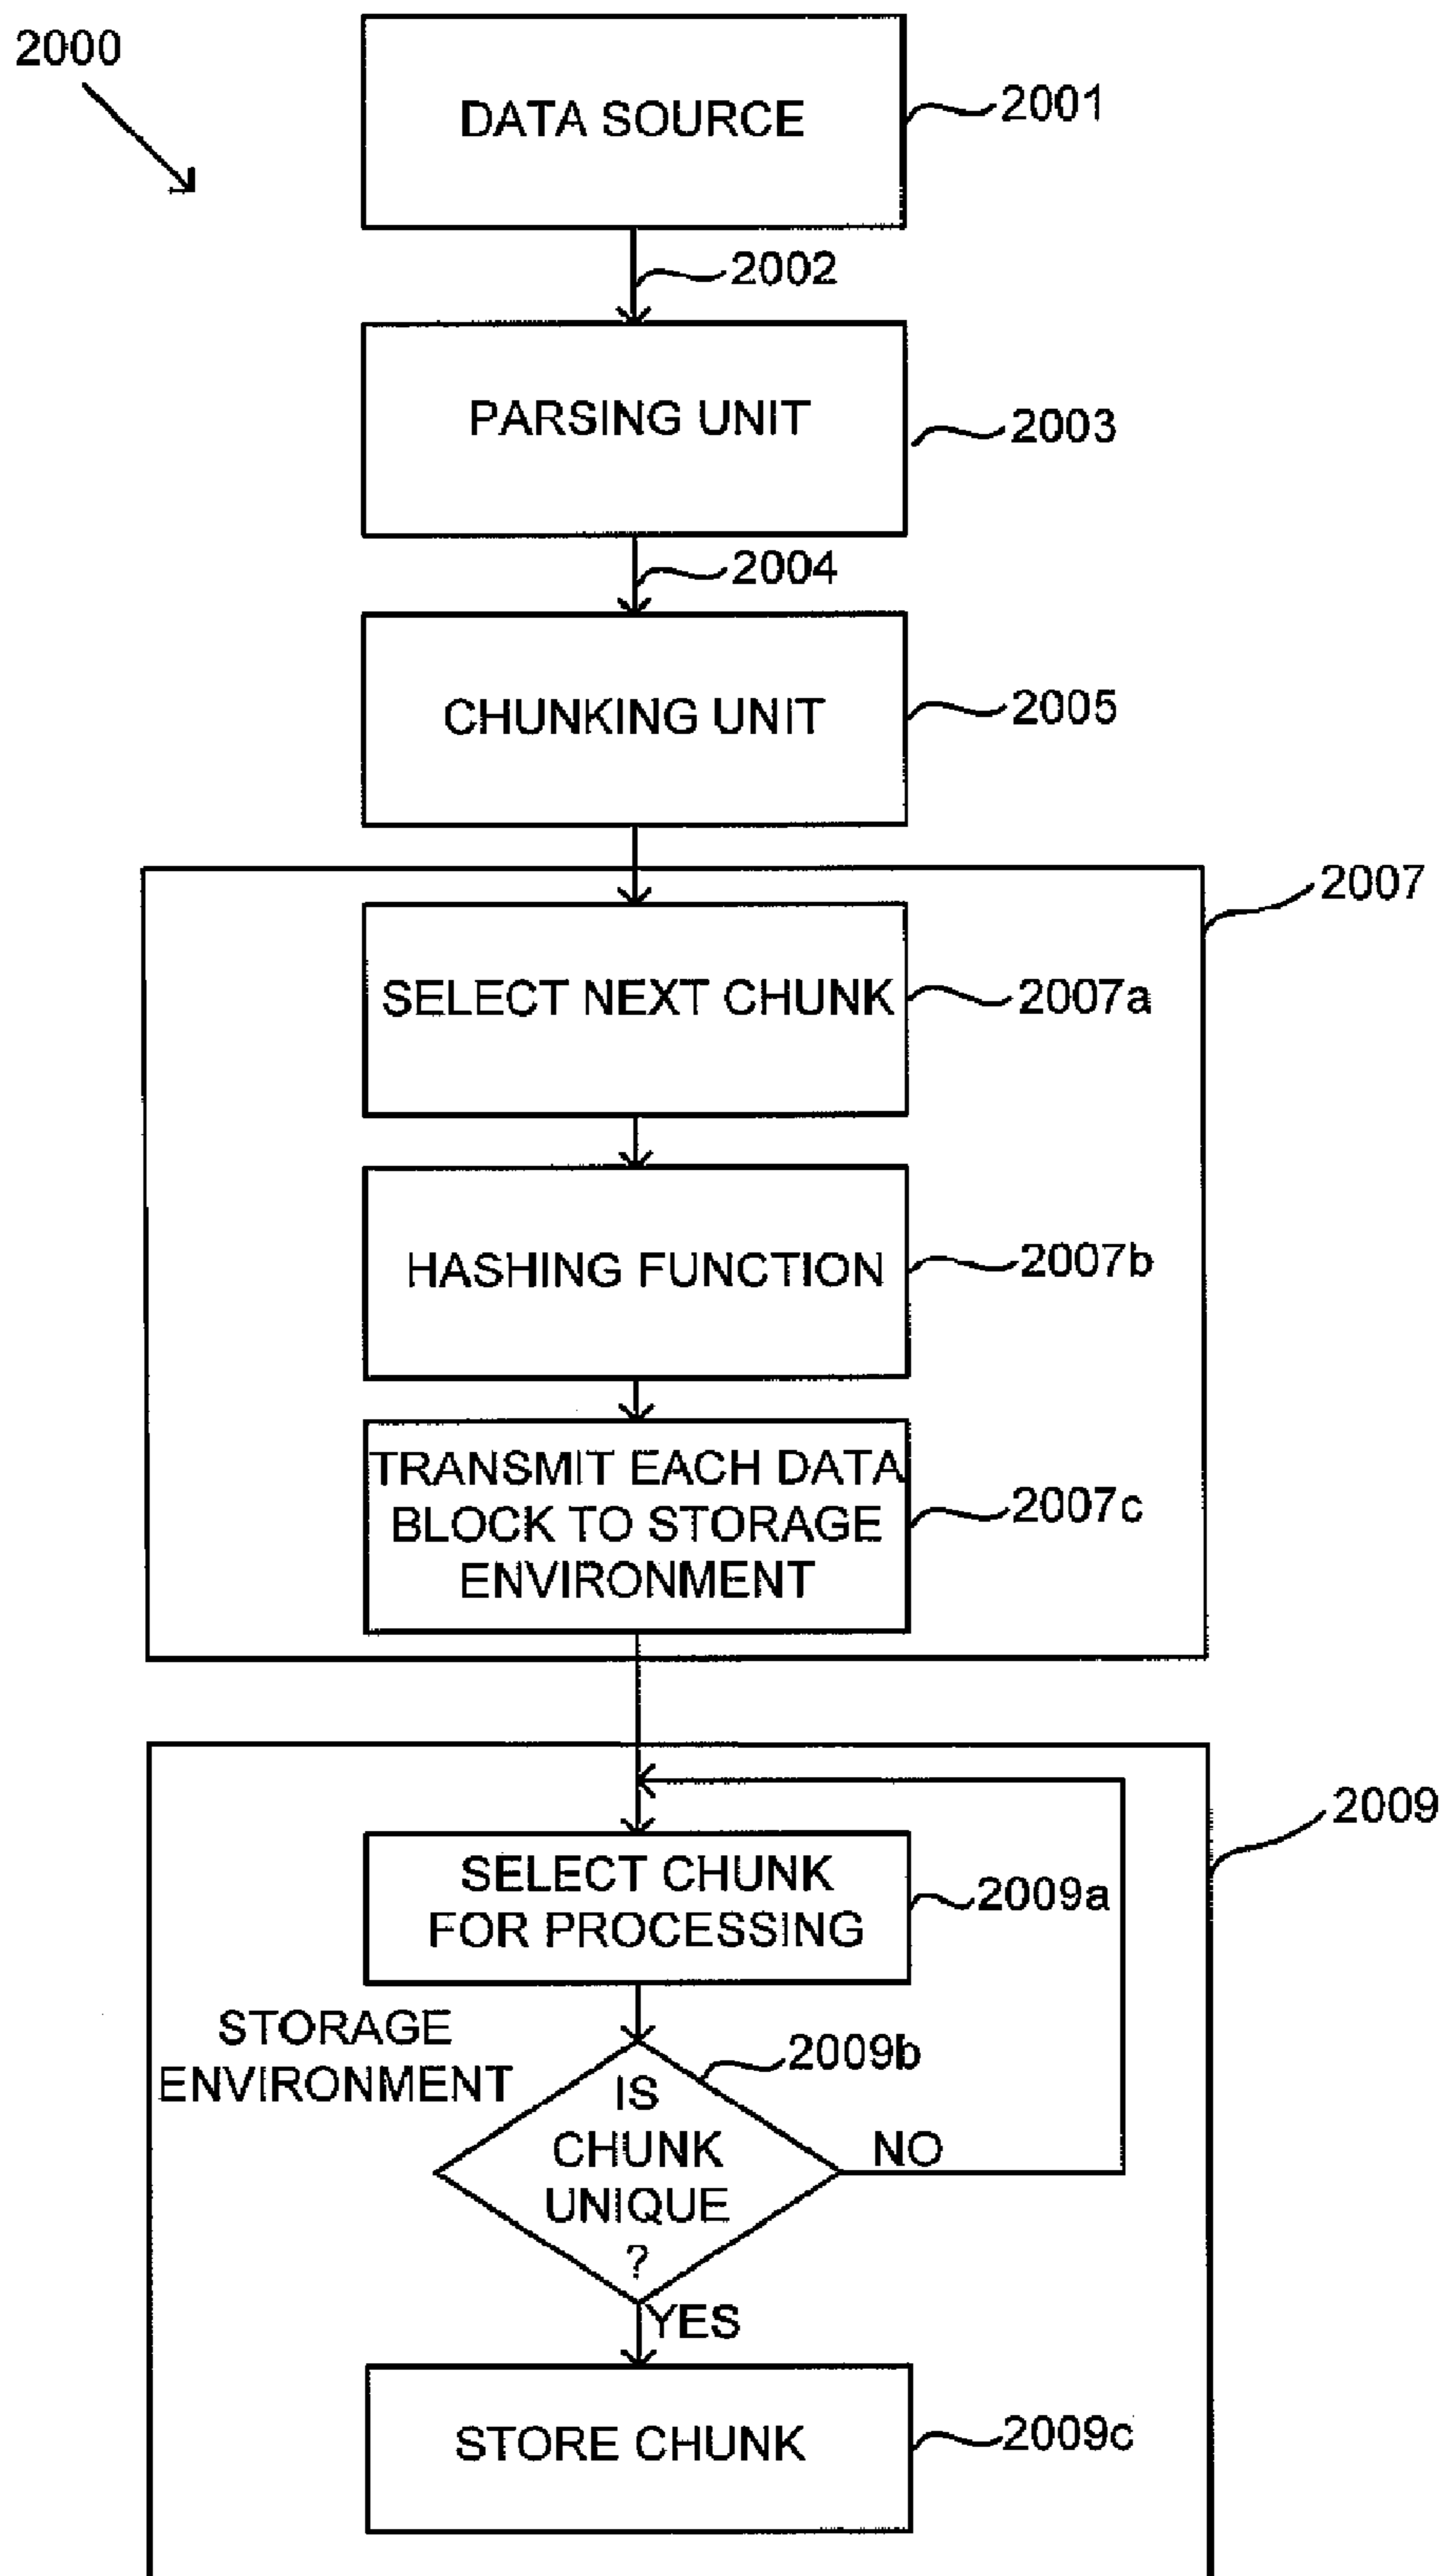 2000
DATA SOURCE
2001
2002
PARSING UNIT
2003
2004
CHUNKING UNIT
2005
2007
SELECT NEXT CHUNK
2007a
HASHING FUNCTION
2007b
TRANSMIT EACH DATA
BLOCK TO STORAGE
ENVIRONMENT
2007c
2009
SELECT CHUNK
FOR PROCESSING
2009a
STORAGE
ENVIRONMENT
2009b
IS
CHUNK
UNIQUE
?
NO
YES
STORE CHUNK
2009c